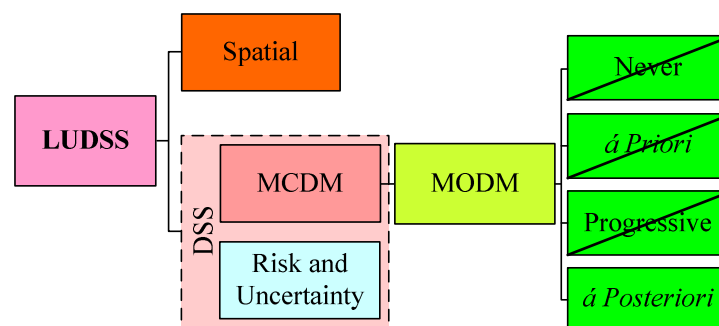 Spatial
Never
LUDSS
á Priori
MCDM
MODM
DSS
Progressive
Risk and
Uncertainty
á Posteriori